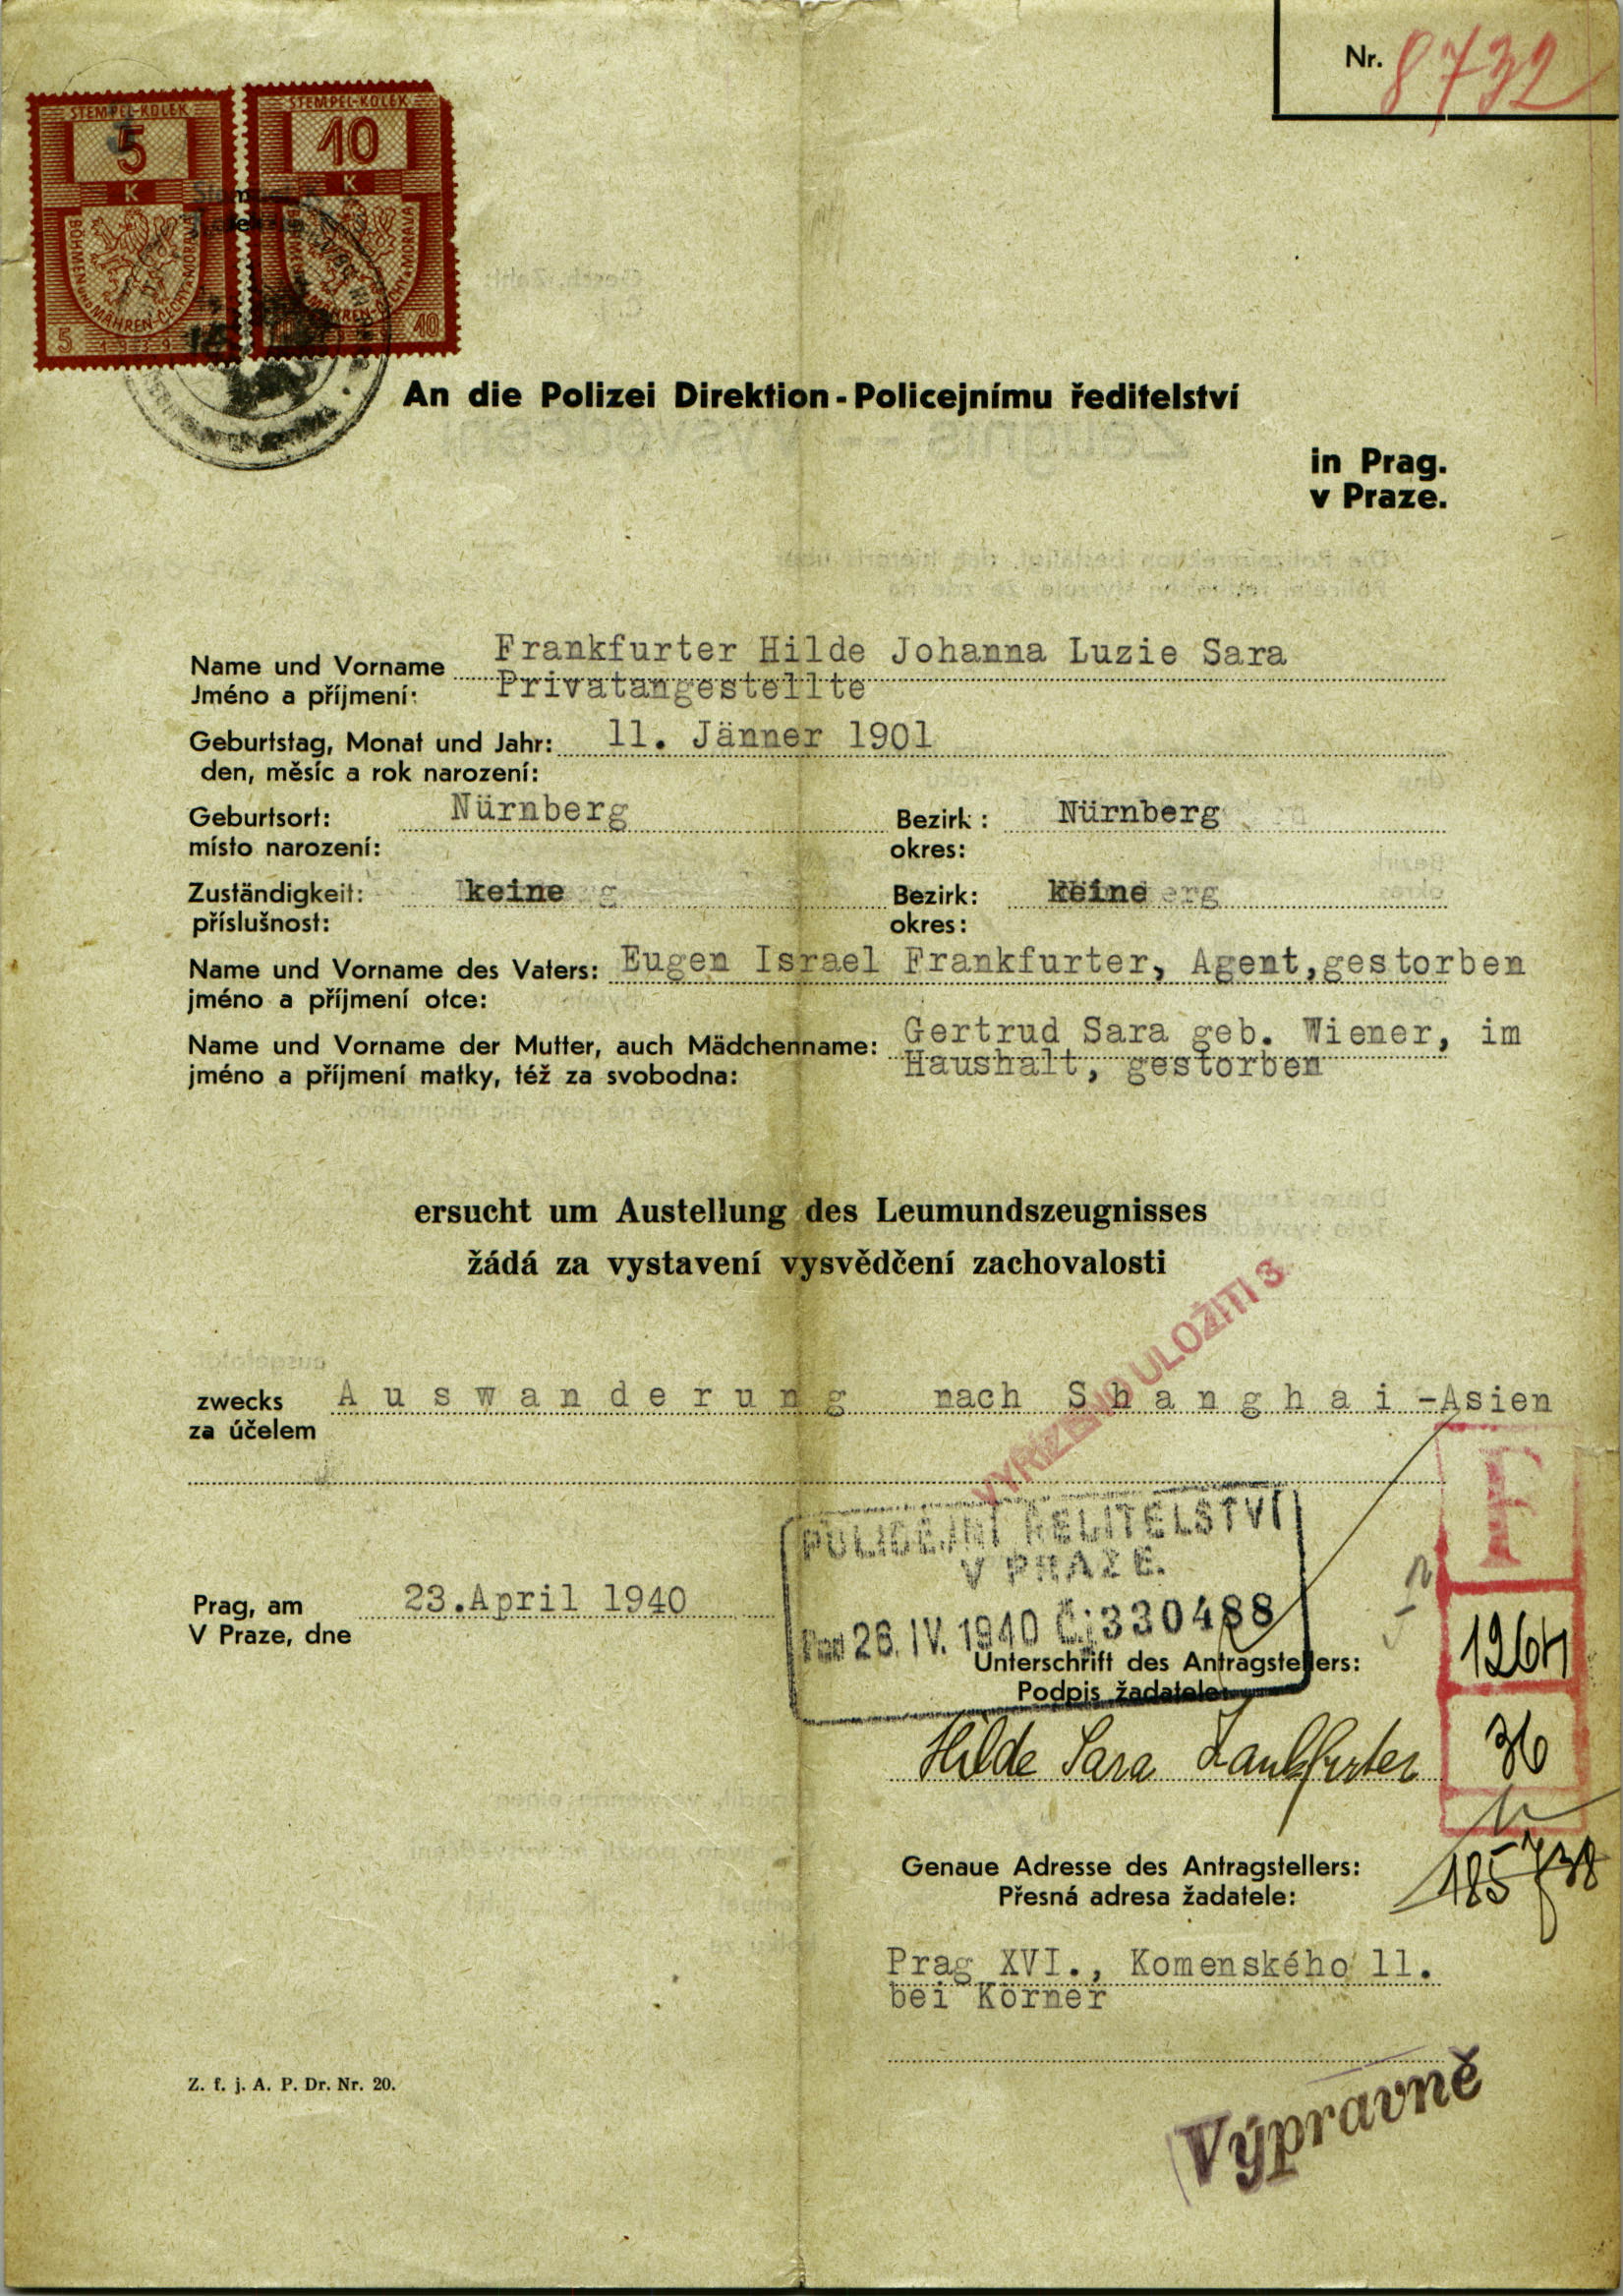 Nr. 8732
STEMPEL-KOLEK STEMPEL-KOLEK
5 10
K K
BÖHMEN UND MÄHREN-ČECHY A MORAVA
5 1939 10
An die Polizei Direktion - Policejnímu ředitelství
in Prag.
v Praze.
Name und Vorname Frankfurter Hilde Johanna Luzie Sara
Jméno a příjmení: Privatangestellte
Geburtstag, Monat und Jahr: 11. Jänner 1901
den, měsíc a rok narození:
Geburtsort: Nürnberg Bezirk: Nürnberg
místo narození: okres:
Zuständigkeit: keine Bezirk: keine
příslušnost: okres:
Name und Vorname des Vaters: Eugen Israel Frankfurter, Agent,gestorben
jméno a příjmení otce:
Name und Vorname der Mutter, auch Mädchenname: Gertrud Sara geb. Wiener, im
jméno a příjmení matky, též za svobodna: Haushalt, gestorben
ersucht um Austellung des Leumundszeugnisses
žádá za vystavení vysvědčení zachovalosti
VYŘÍZENO ULOŽITI 3
zwecks A u s w a n d e r u n g nach S h a n g h a i -Asien
za účelem
F
POLICEJNÍ ŘEDITELSTVÍ
V PRAZE.
Prag, am 23.April 1940
V Praze, dne
26. IV. 1940 Č.j. 330488
1264
Unterschrift des Antragstellers:
Podpis žadatele:
Hilde Sara Frankfurter
36
Genaue Adresse des Antragstellers:
Přesná adresa žadatele:
185
Prag XVI., Komenského 11.
bei Körner
Z. f. j. A. P. Dr. Nr. 20.
Výpravně